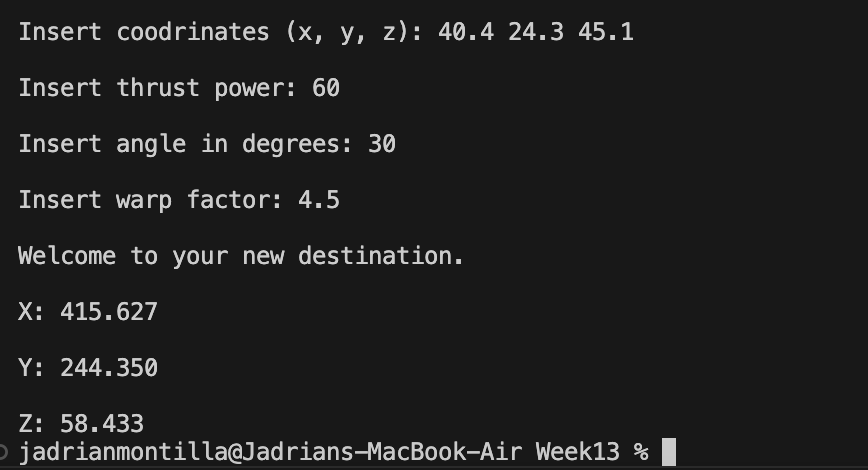 Insert coodrinates (x, y, z): 40.4 24.3 45.1
Insert thrust power: 60
Insert angle in degrees: 30
Insert warp factor: 4.5
Welcome to your new destination.
X: 415.627
Y: 244.350
Z: 58.433
jadrianmontilla@Jadrians-MacBook-Air Week13 %